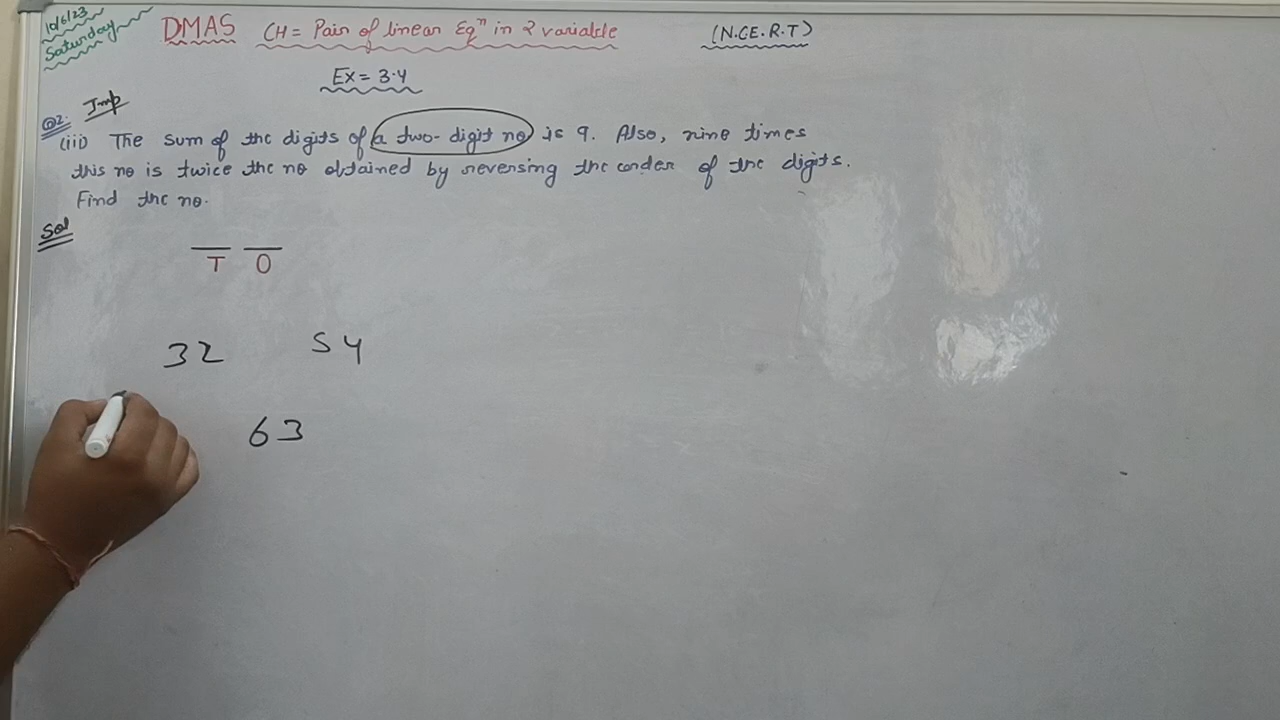 10/6/23
Saturday
DMAS CH = Pair of linear Eqⁿ in 2 variable (N.C.E.R.T)
Ex = 3.4
Q2. Imp
(iii) The sum of the digits of a two-digit no is 9. Also, nine times
this no is twice the no obtained by reversing the order of the digits.
Find the no.
Sol
T O
32 54
63